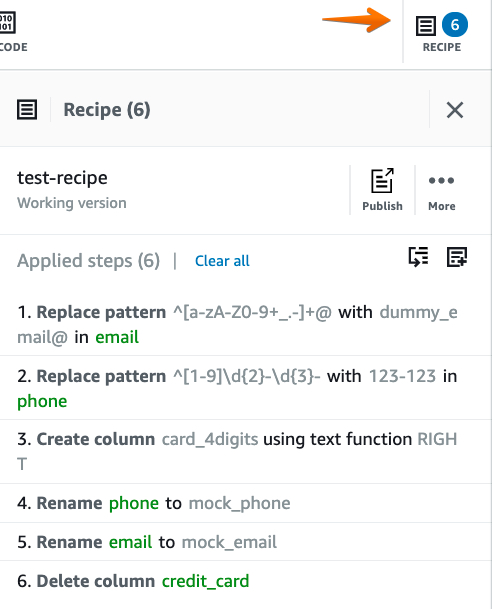 010
101
CODE
6
RECIPE
Recipe (6)
test-recipe
Working version
Publish
More
Applied steps (6) | Clear all
1. Replace pattern ^[a-zA-Z0-9+_.-]+@ with dummy_e
mail@ in email
2. Replace pattern ^[1-9]\d{2}-\d{3}- with 123-123 in
phone
3. Create column card_4digits using text function RIGH
T
4. Rename phone to mock_phone
5. Rename email to mock_email
6. Delete column credit_card